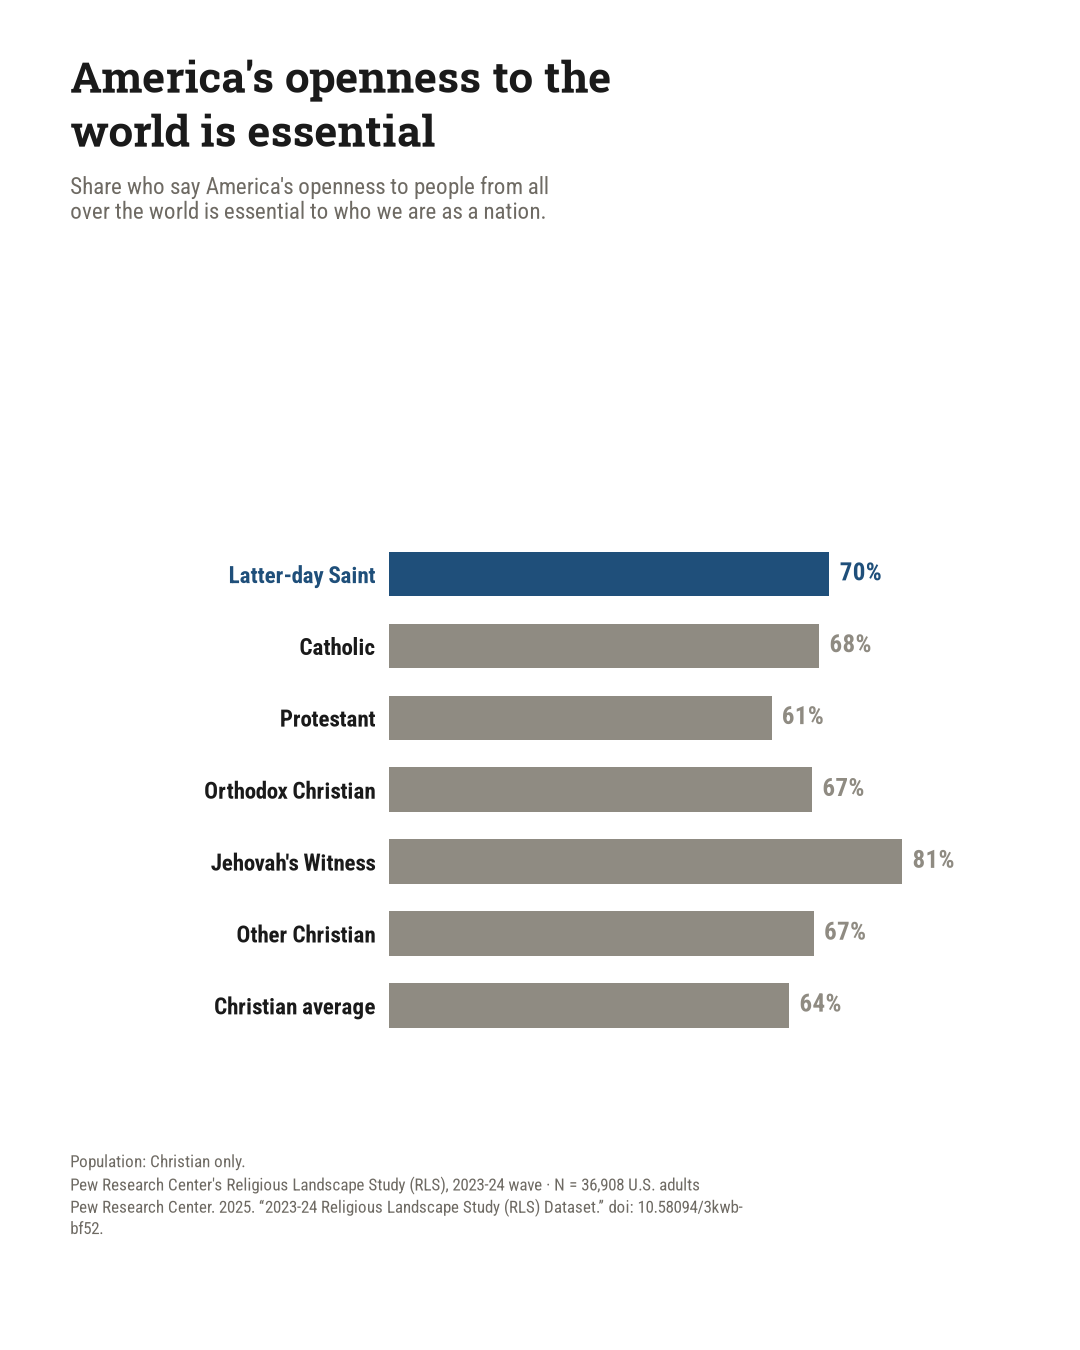 America's openness to the
world is essential
Share who say America's openness to people from all
over the world is essential to who we are as a nation.
Latter-day Saint 70%
Catholic 68%
Protestant 61%
Orthodox Christian 67%
Jehovah's Witness 81%
Other Christian 67%
Christian average 64%
Population: Christian only.
Pew Research Center's Religious Landscape Study (RLS), 2023-24 wave · N = 36,908 U.S. adults
Pew Research Center. 2025. “2023-24 Religious Landscape Study (RLS) Dataset.” doi: 10.58094/3kwb-
bf52.